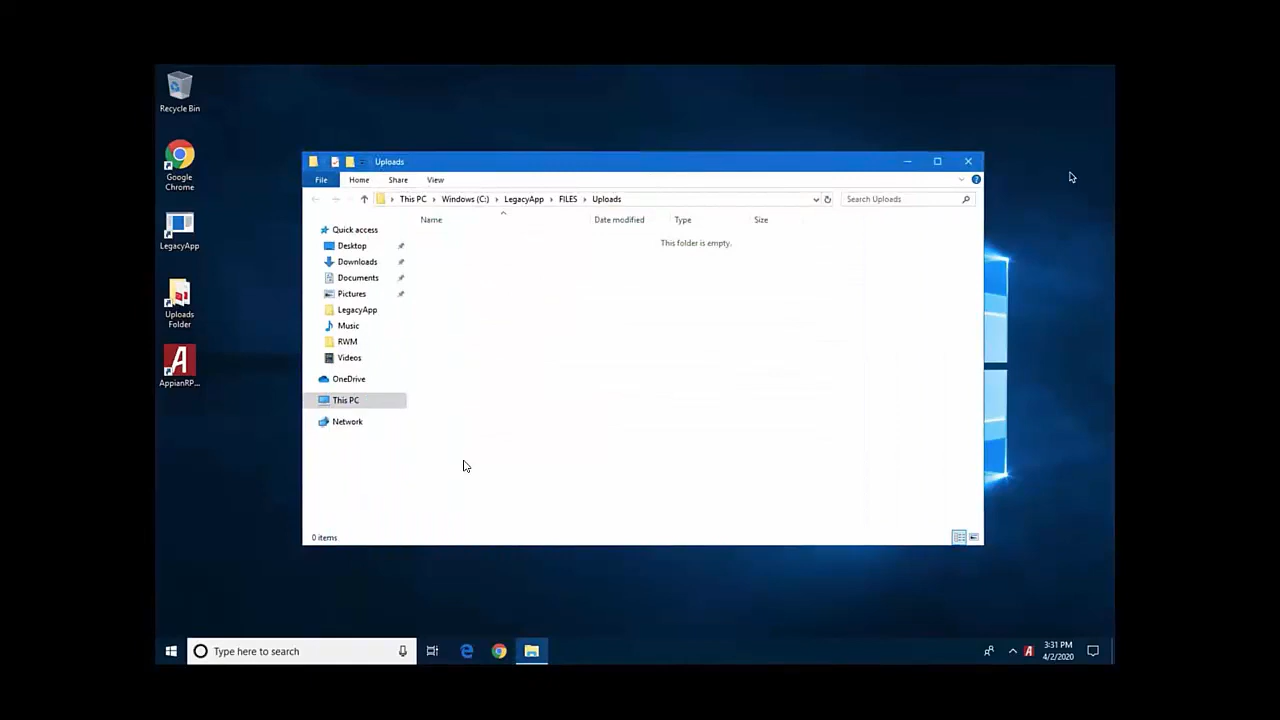 Recycle Bin
Google
Chrome
LegacyApp
Uploads
Folder
AppianRP...
Uploads
File Home Share View
This PC Windows (C:) LegacyApp FILES Uploads
Search Uploads
Name Date modified Type Size
This folder is empty.
Quick access
Desktop
Downloads
Documents
Pictures
LegacyApp
Music
RWM
Videos
OneDrive
This PC
Network
0 items
Type here to search
3:31 PM
4/2/2020